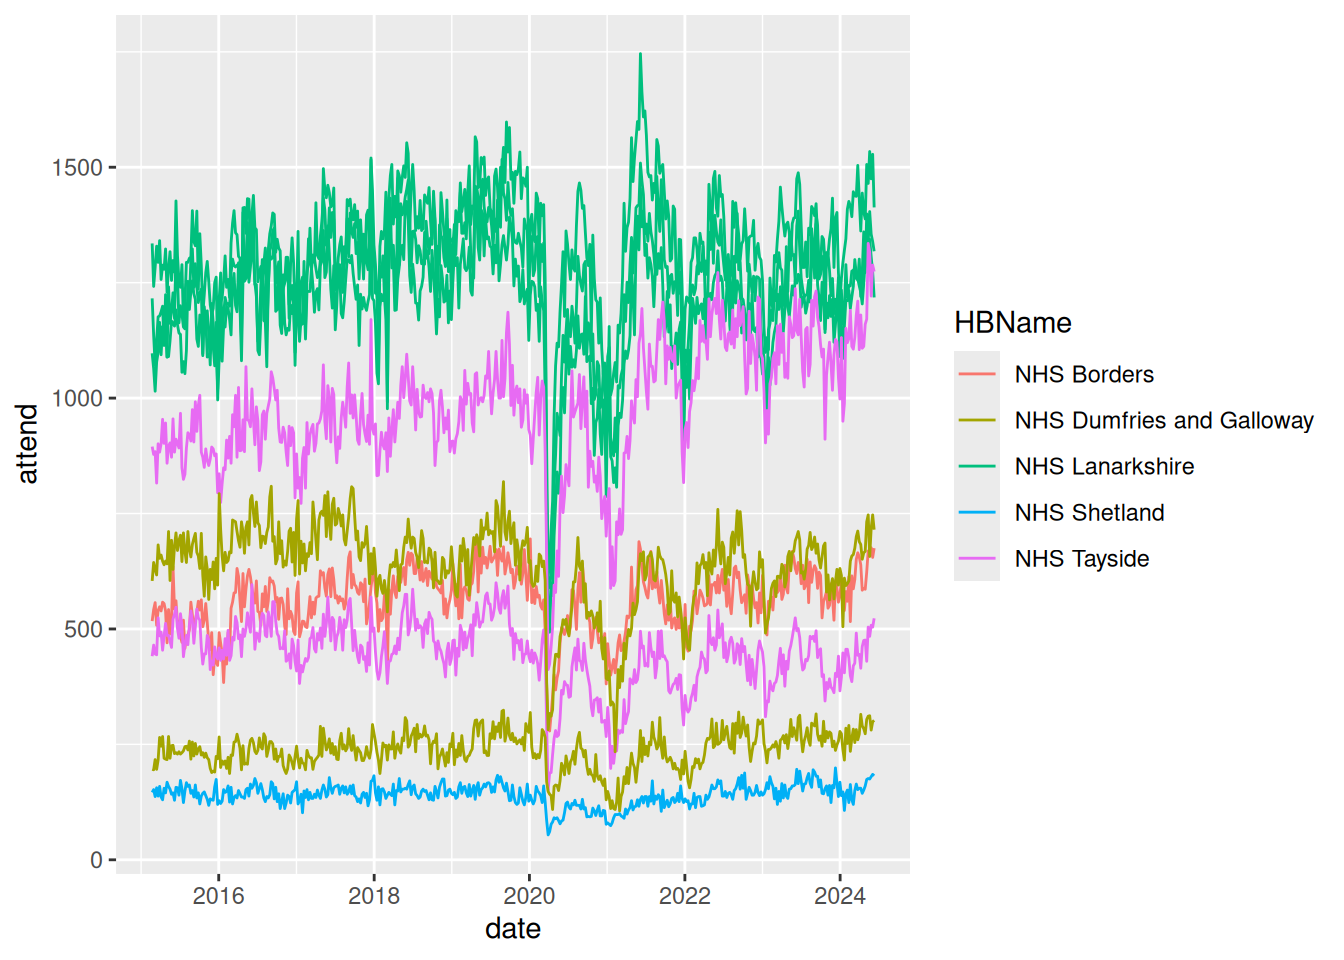 attend
1500
1000
500
0
2016
2018
2020
2022
2024
date
HBName
NHS Borders
NHS Dumfries and Galloway
NHS Lanarkshire
NHS Shetland
NHS Tayside